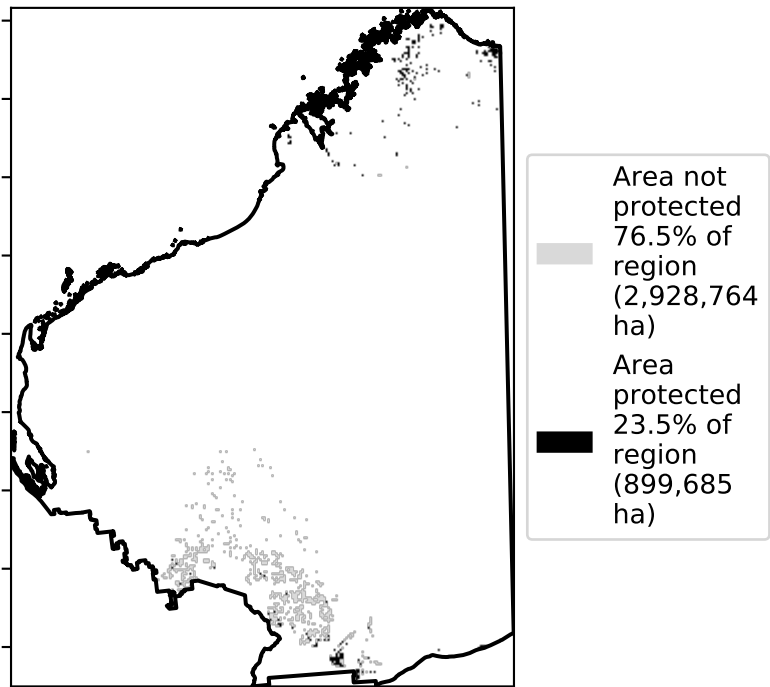 Area not
protected
76.5% of
region
(2,928,764
ha)
Area
protected
23.5% of
region
(899,685
ha)